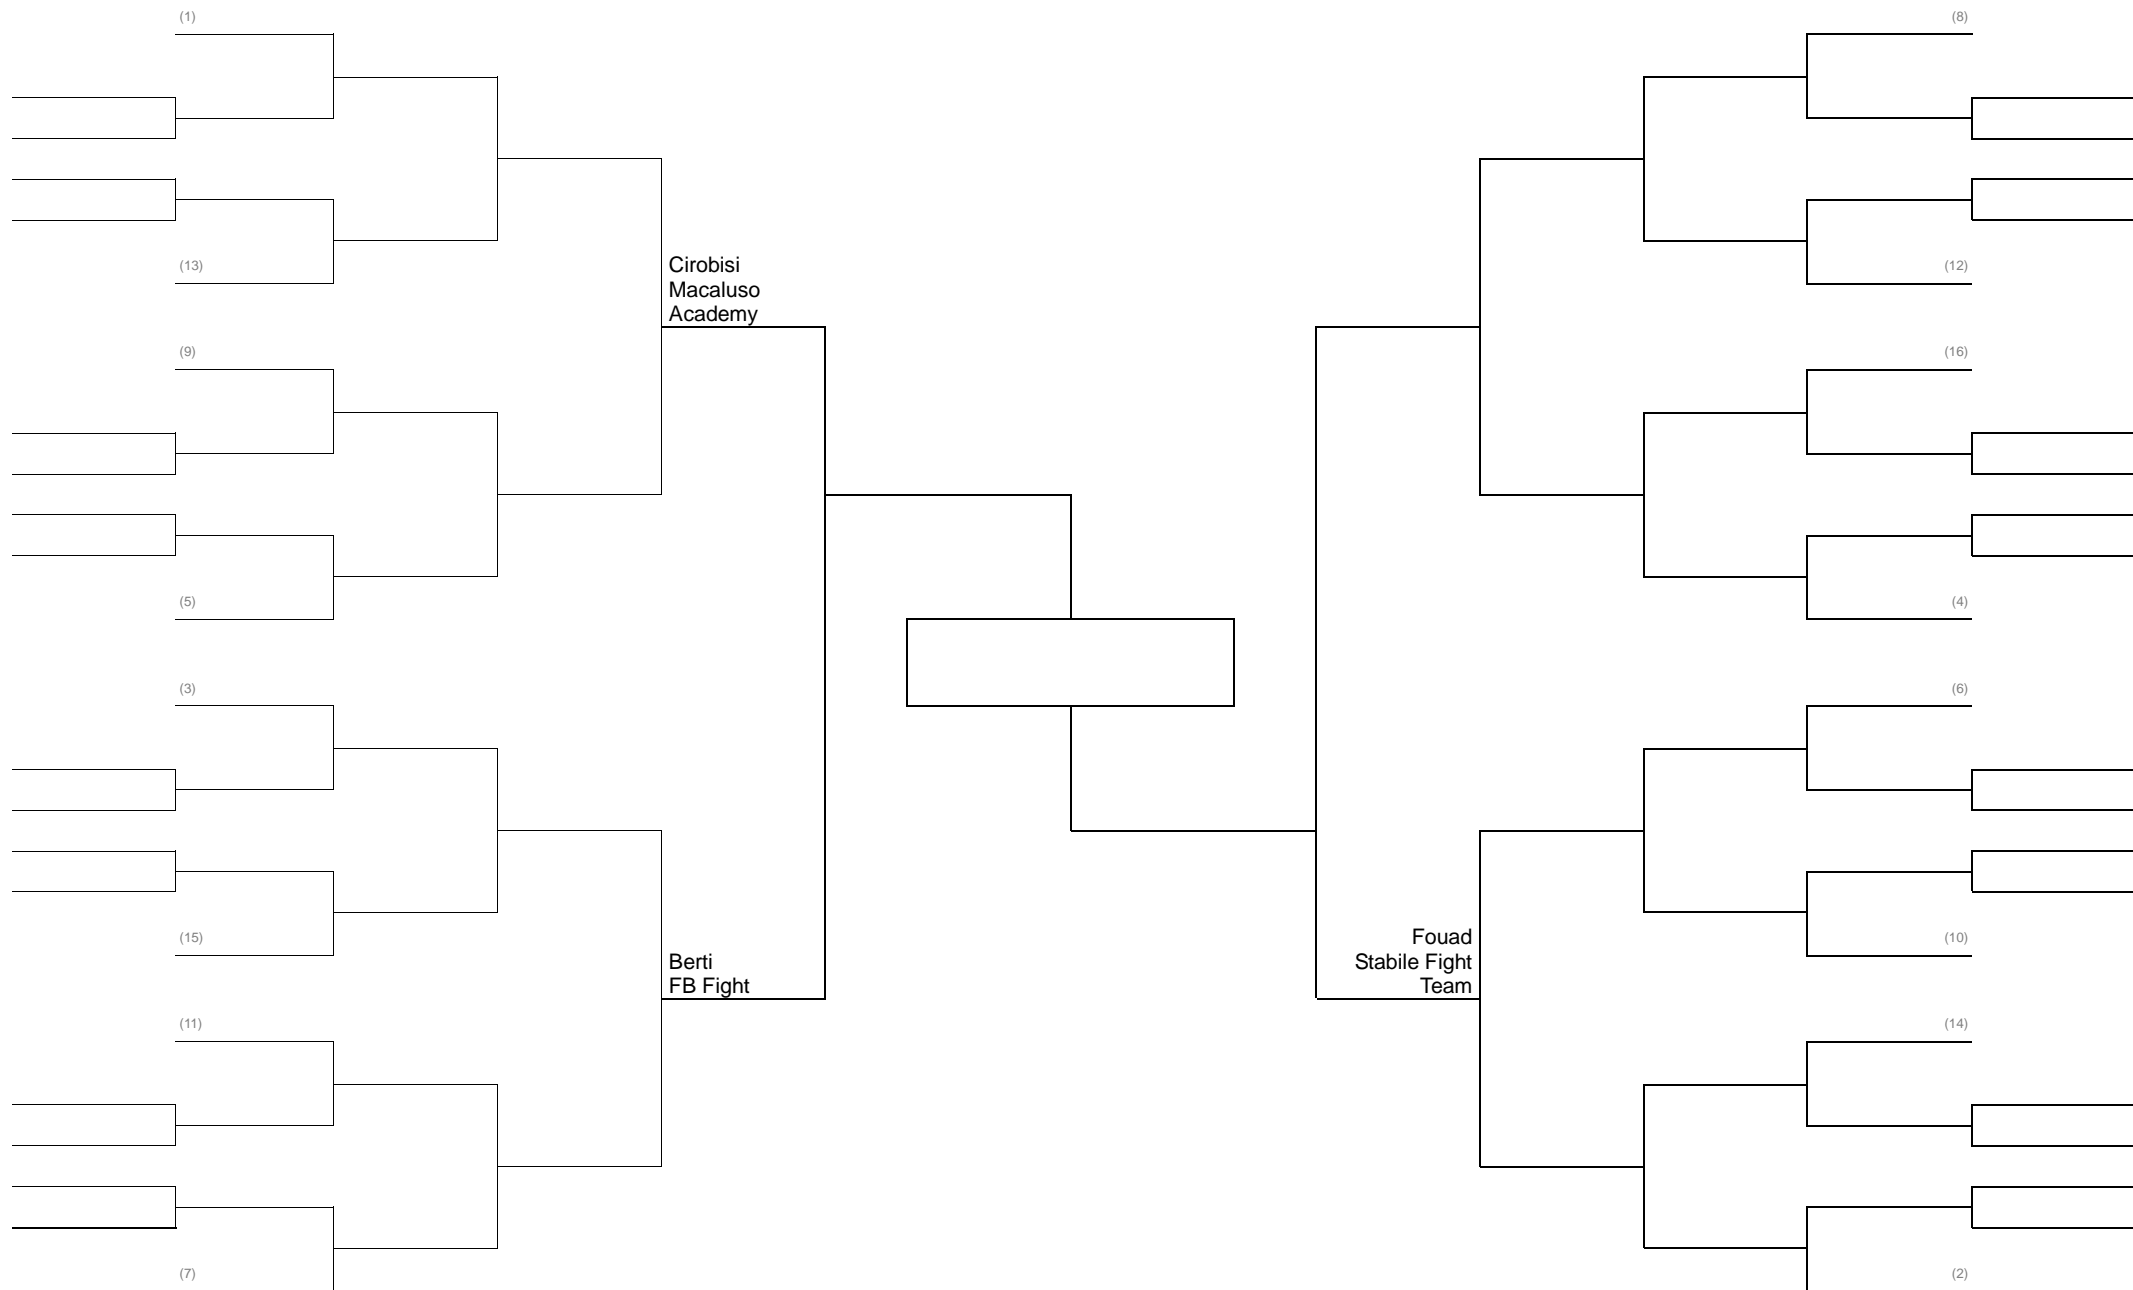 (1)
(8)
(13)
(12)
Cirobisi
Macaluso
Academy
(9)
(16)
(5)
(4)
(3)
(6)
(15)
(10)
Berti
FB Fight
Fouad
Stabile Fight
Team
(11)
(14)
(7)
(2)